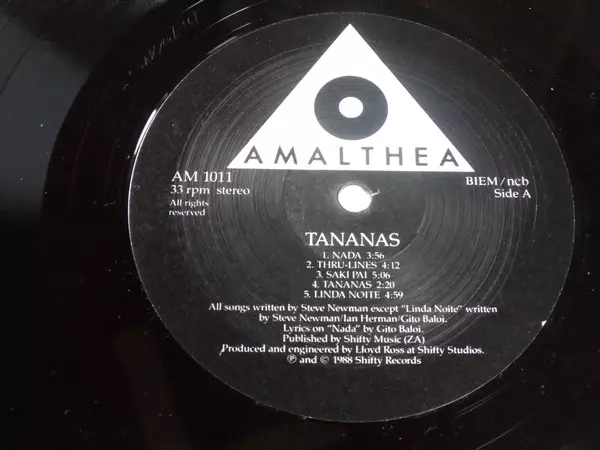 AMALTHEA
AM 1011
33 rpm stereo
All rights
reserved
BIEM/ncb
Side A
TANANAS
1. NADA 3:56
2. THRU-LINES 4:12
3. SAKI PAI 5:06
4. TANANAS 2:20
5. LINDA NOITE 4:59
All songs written by Steve Newman except "Linda Noite" written
by Steve Newman/Ian Herman/Gito Baloi.
Lyrics on "Nada" by Gito Baloi.
Published by Shifty Music (ZA)
Produced and engineered by Lloyd Ross at Shifty Studios.
℗ and © 1988 Shifty Records